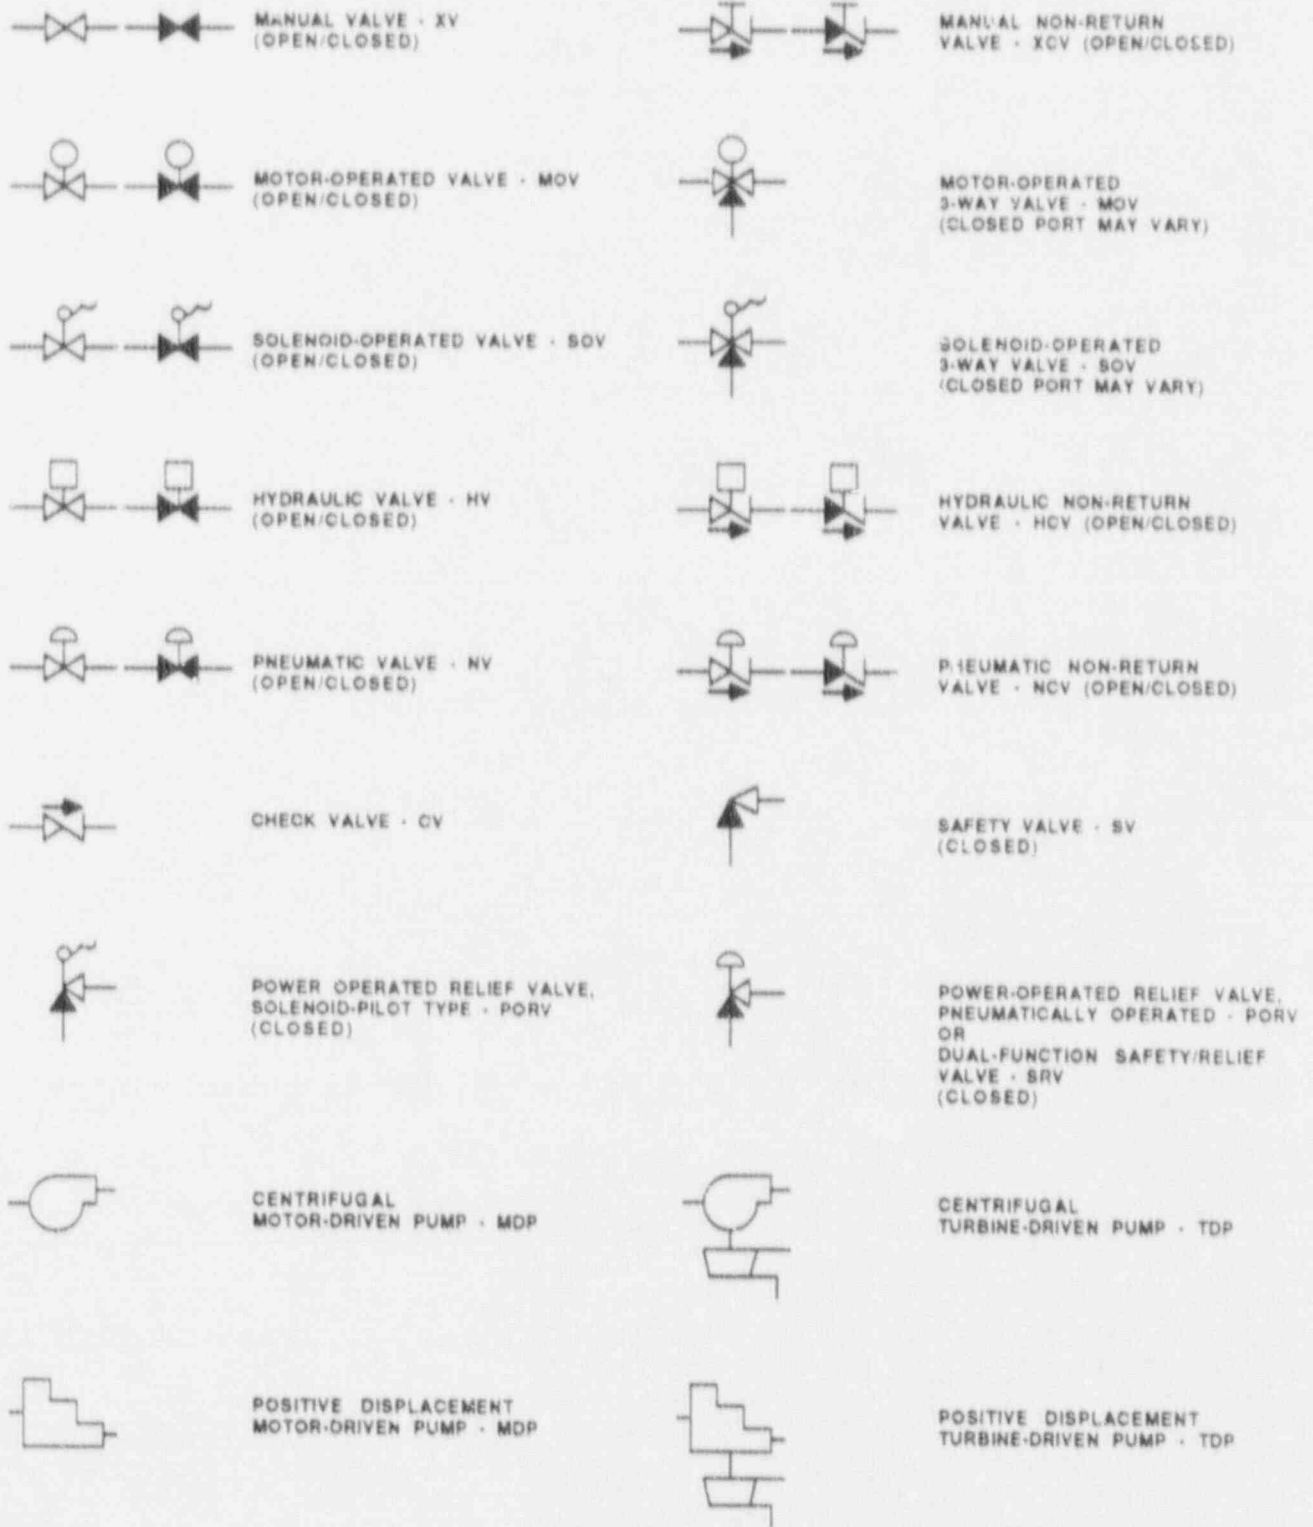 MANUAL VALVE - XV
(OPEN/CLOSED)
MANUAL NON-RETURN
VALVE - XCV (OPEN/CLOSED)
MOTOR-OPERATED VALVE - MOV
(OPEN/CLOSED)
MOTOR-OPERATED
3-WAY VALVE - MOV
(CLOSED PORT MAY VARY)
SOLENOID-OPERATED VALVE - SOV
(OPEN/CLOSED)
SOLENOID-OPERATED
3-WAY VALVE - SOV
(CLOSED PORT MAY VARY)
HYDRAULIC VALVE - HV
(OPEN/CLOSED)
HYDRAULIC NON-RETURN
VALVE - HCV (OPEN/CLOSED)
PNEUMATIC VALVE - NV
(OPEN/CLOSED)
PNEUMATIC NON-RETURN
VALVE - NCV (OPEN/CLOSED)
CHECK VALVE - CV
SAFETY VALVE - SV
(CLOSED)
POWER OPERATED RELIEF VALVE,
SOLENOID-PILOT TYPE - PORV
(CLOSED)
POWER-OPERATED RELIEF VALVE,
PNEUMATICALLY OPERATED - PORV
OR
DUAL-FUNCTION SAFETY/RELIEF
VALVE - SRV
(CLOSED)
CENTRIFUGAL
MOTOR-DRIVEN PUMP - MDP
CENTRIFUGAL
TURBINE-DRIVEN PUMP - TDP
POSITIVE DISPLACEMENT
MOTOR-DRIVEN PUMP - MDP
POSITIVE DISPLACEMENT
TURBINE-DRIVEN PUMP - TDP